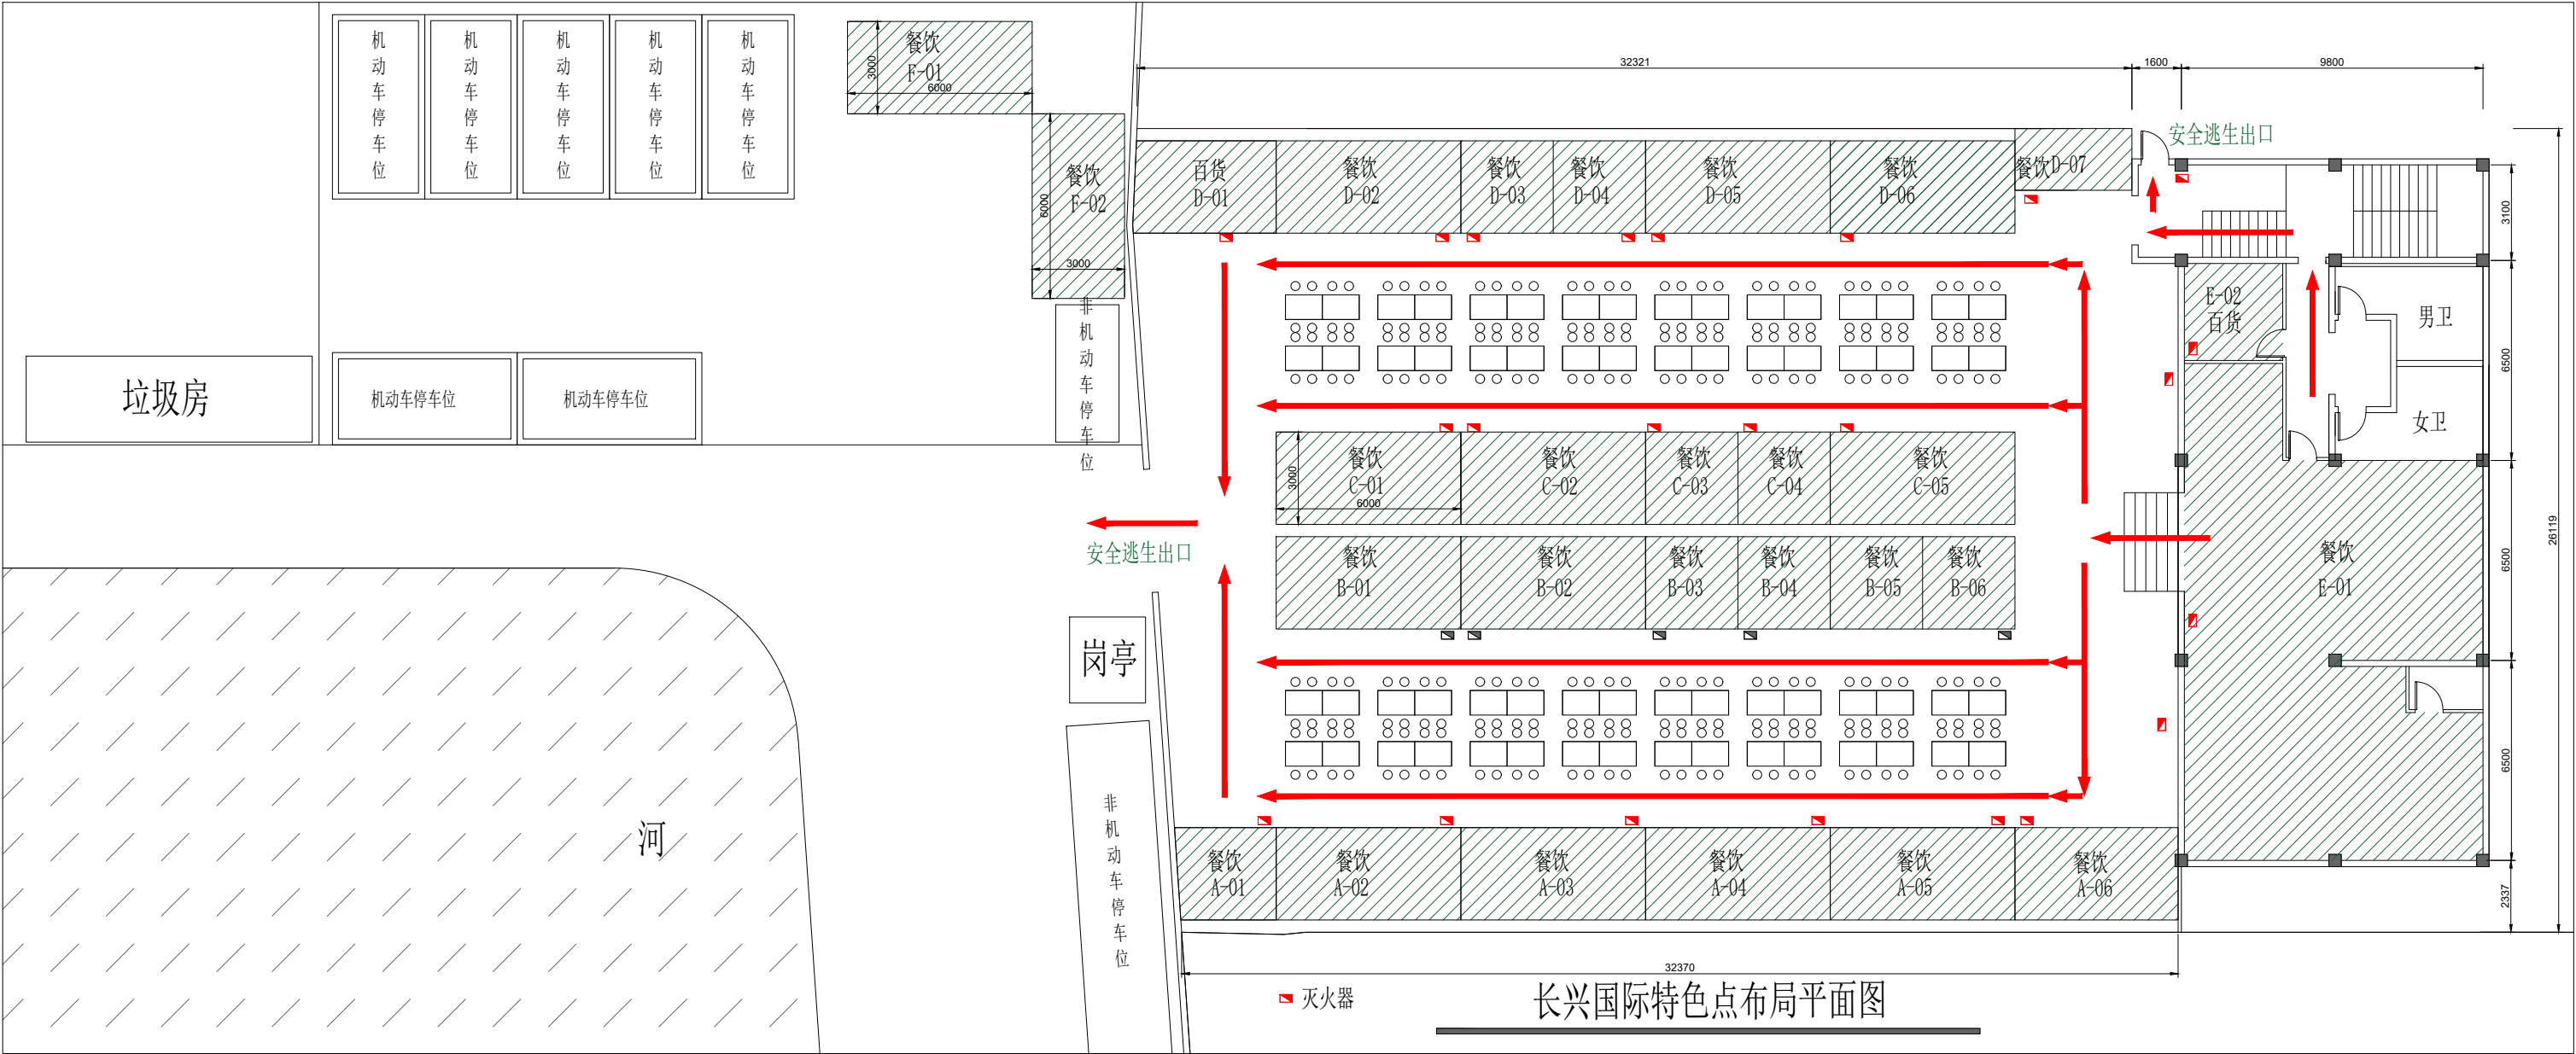 机动车停车位
机动车停车位
机动车停车位
机动车停车位
机动车停车位
餐饮
F-01
3000
6000
餐饮
F-02
6000
3000
32321
1600
9800
安全逃生出口
百货
D-01
餐饮
D-02
餐饮
D-03
餐饮
D-04
餐饮
D-05
餐饮
D-06
餐饮D-07
3100
E-02
百货
男卫
6500
女卫
垃圾房
机动车停车位
机动车停车位
非机动车停车位
餐饮
C-01
3000
6000
餐饮
C-02
餐饮
C-03
餐饮
C-04
餐饮
C-05
安全逃生出口
餐饮
B-01
餐饮
B-02
餐饮
B-03
餐饮
B-04
餐饮
B-05
餐饮
B-06
餐饮
E-01
6500
26119
岗亭
6500
河
非机动车停车位
餐饮
A-01
餐饮
A-02
餐饮
A-03
餐饮
A-04
餐饮
A-05
餐饮
A-06
2337
32370
灭火器
长兴国际特色点布局平面图